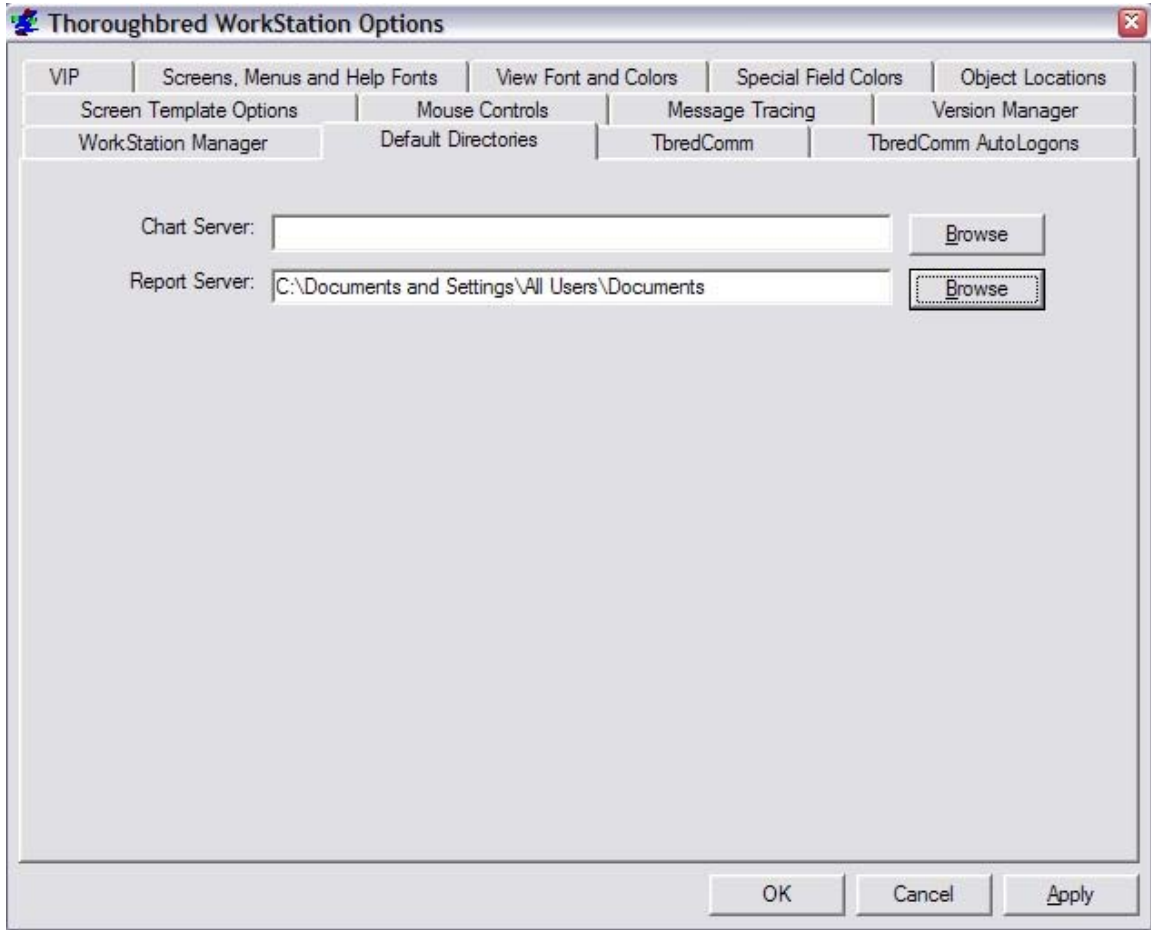 Thoroughbred WorkStation Options
VIP Screens, Menus and Help Fonts View Font and Colors Special Field Colors Object Locations
Screen Template Options Mouse Controls Message Tracing Version Manager
WorkStation Manager Default Directories TbredComm TbredComm AutoLogons
Chart Server: Browse
Report Server: C:\Documents and Settings\All Users\Documents Browse
OK Cancel Apply